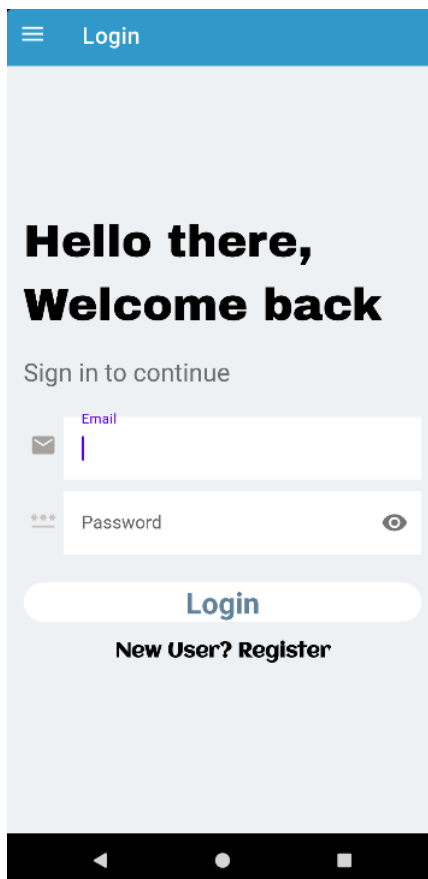 Login
Hello there,
Welcome back
Sign in to continue
Email
Password
Login
New User? Register